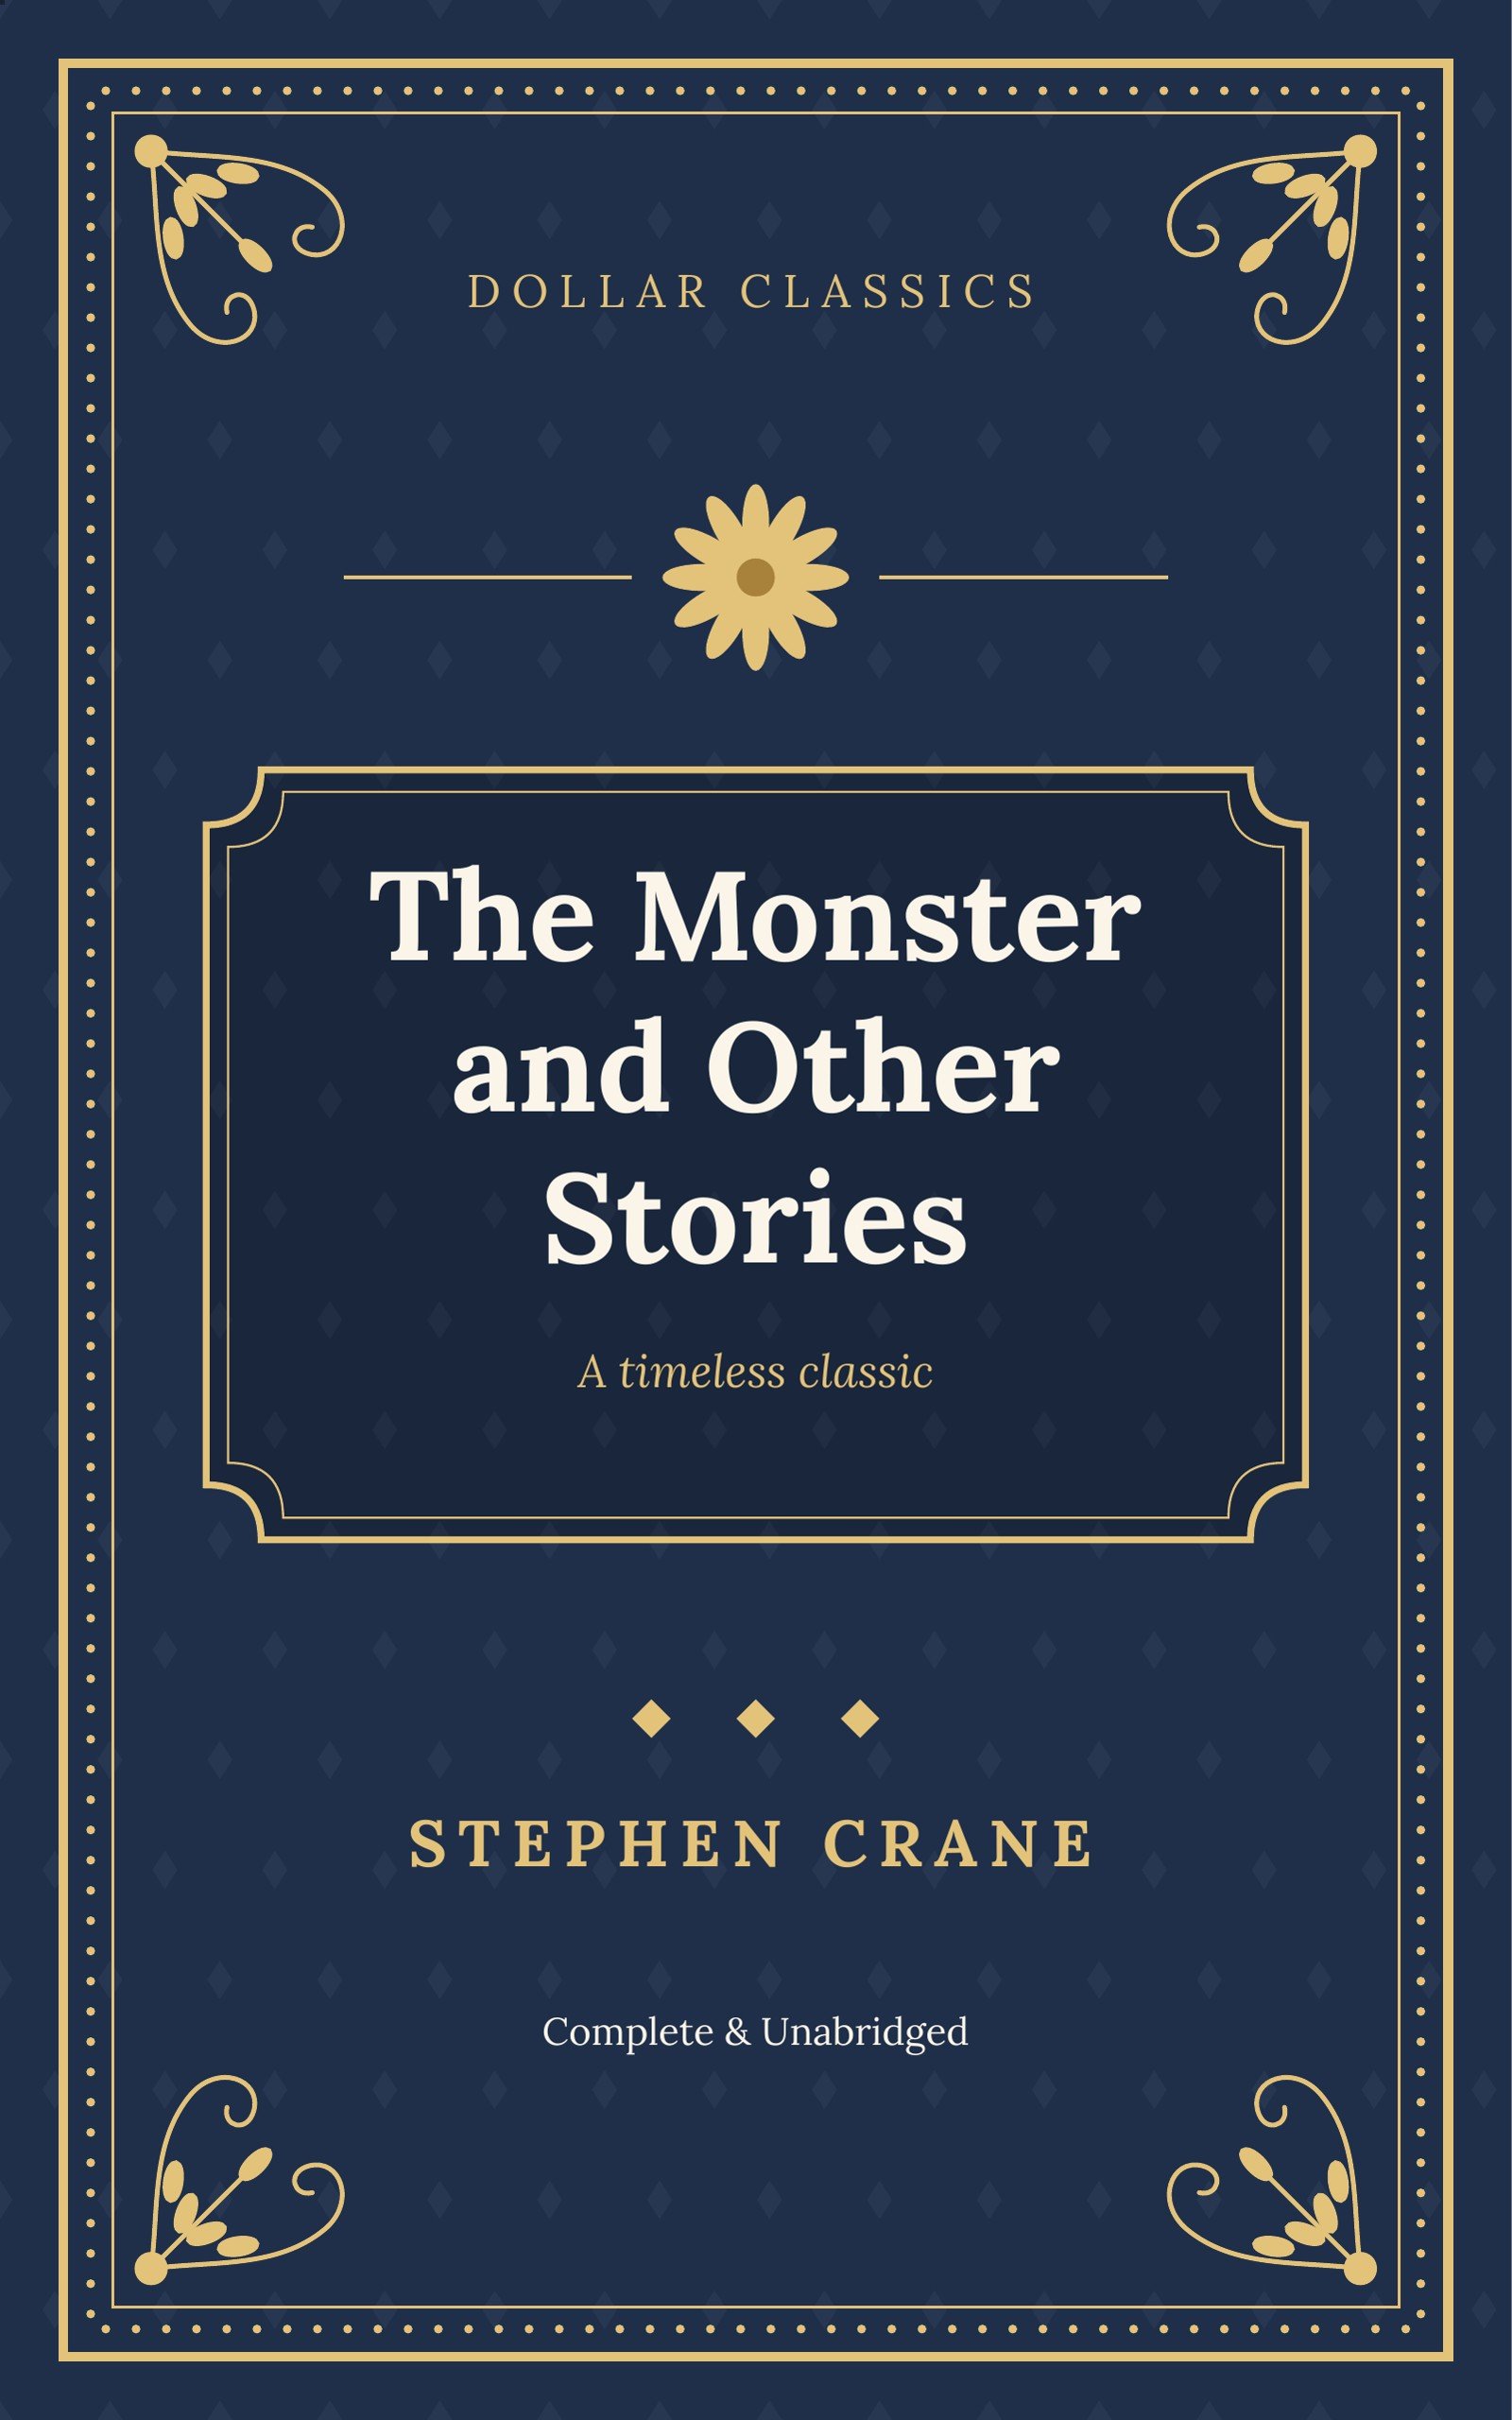 DOLLAR CLASSICS
The Monster
and Other
Stories
A timeless classic
STEPHEN CRANE
Complete & Unabridged